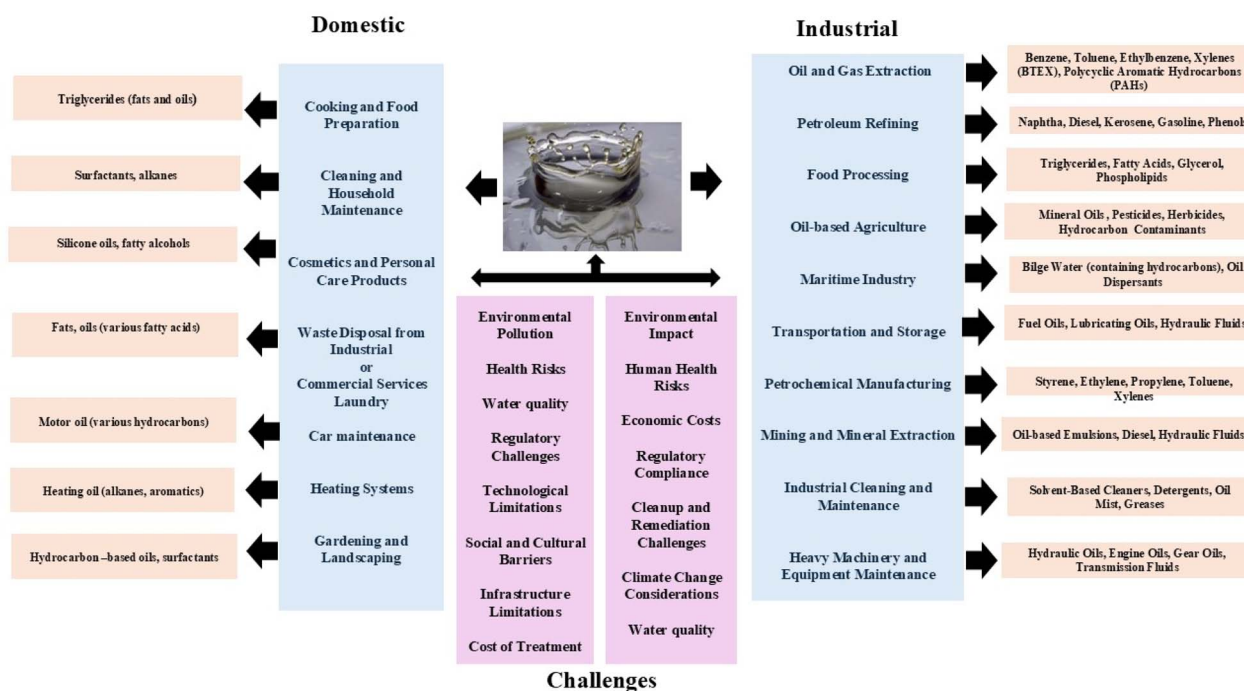 Domestic
Triglycerides (fats and oils)
Surfactants, alkanes
Silicone oils, fatty alcohols
Fats, oils (various fatty acids)
Motor oil (various hydrocarbons)
Heating oil (alkanes, aromatics)
Hydrocarbon –based oils, surfactants
Cooking and Food
Preparation
Cleaning and
Household
Maintenance
Cosmetics and Personal
Care Products
Waste Disposal from
Industrial
or
Commercial Services
Laundry
Car maintenance
Heating Systems
Gardening and
Landscaping
Environmental
Pollution
Health Risks
Water quality
Regulatory
Challenges
Technological
Limitations
Social and Cultural
Barriers
Infrastructure
Limitations
Cost of Treatment
Environmental
Impact
Human Health
Risks
Economic Costs
Regulatory
Compliance
Cleanup and
Remediation
Challenges
Climate Change
Considerations
Water quality
Challenges
Industrial
Oil and Gas Extraction
Petroleum Refining
Food Processing
Oil-based Agriculture
Maritime Industry
Transportation and Storage
Petrochemical Manufacturing
Mining and Mineral Extraction
Industrial Cleaning and
Maintenance
Heavy Machinery and
Equipment Maintenance
Benzene, Toluene, Ethylbenzene, Xylenes
(BTEX), Polycyclic Aromatic Hydrocarbons
(PAHs)
Naphtha, Diesel, Kerosene, Gasoline, Phenols
Triglycerides, Fatty Acids, Glycerol,
Phospholipids
Mineral Oils , Pesticides, Herbicides,
Hydrocarbon Contaminants
Bilge Water (containing hydrocarbons), Oil
Dispersants
Fuel Oils, Lubricating Oils, Hydraulic Fluids
Styrene, Ethylene, Propylene, Toluene,
Xylenes
Oil-based Emulsions, Diesel, Hydraulic Fluids
Solvent-Based Cleaners, Detergents, Oil
Mist, Greases
Hydraulic Oils, Engine Oils, Gear Oils,
Transmission Fluids